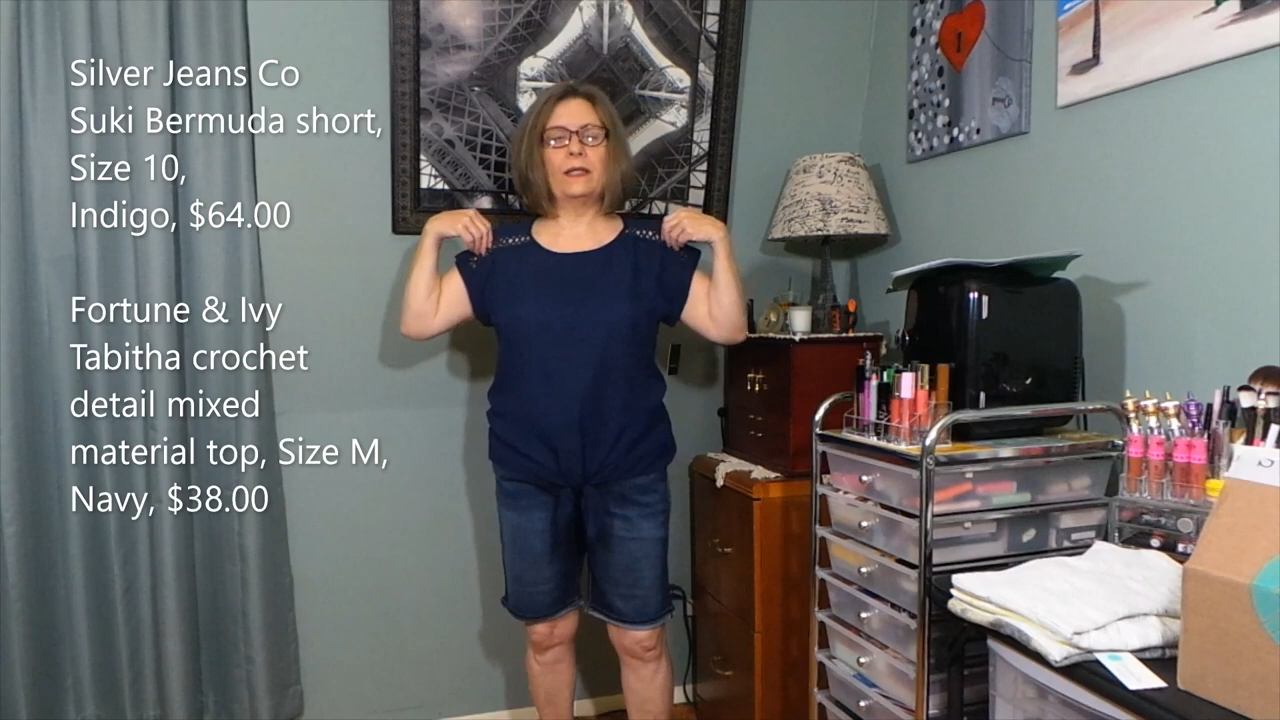 Silver Jeans Co
Suki Bermuda short,
Size 10,
Indigo, $64.00
Fortune & Ivy
Tabitha crochet
detail mixed
material top, Size M,
Navy, $38.00